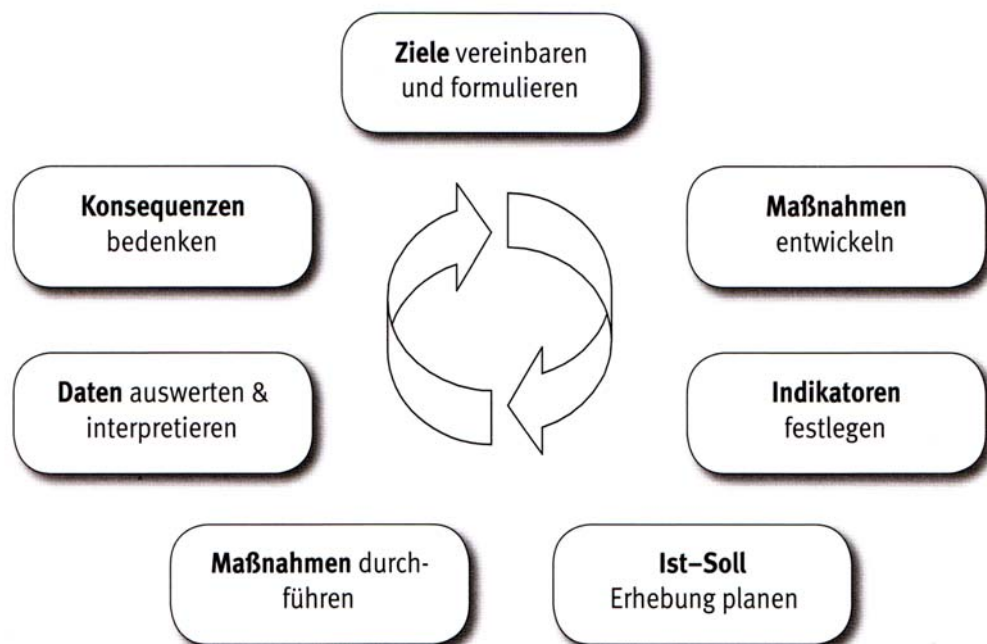 Ziele vereinbaren
und formulieren
Konsequenzen
bedenken
Maßnahmen
entwickeln
Daten auswerten &
interpretieren
Indikatoren
festlegen
Maßnahmen durch-
führen
Ist–Soll
Erhebung planen